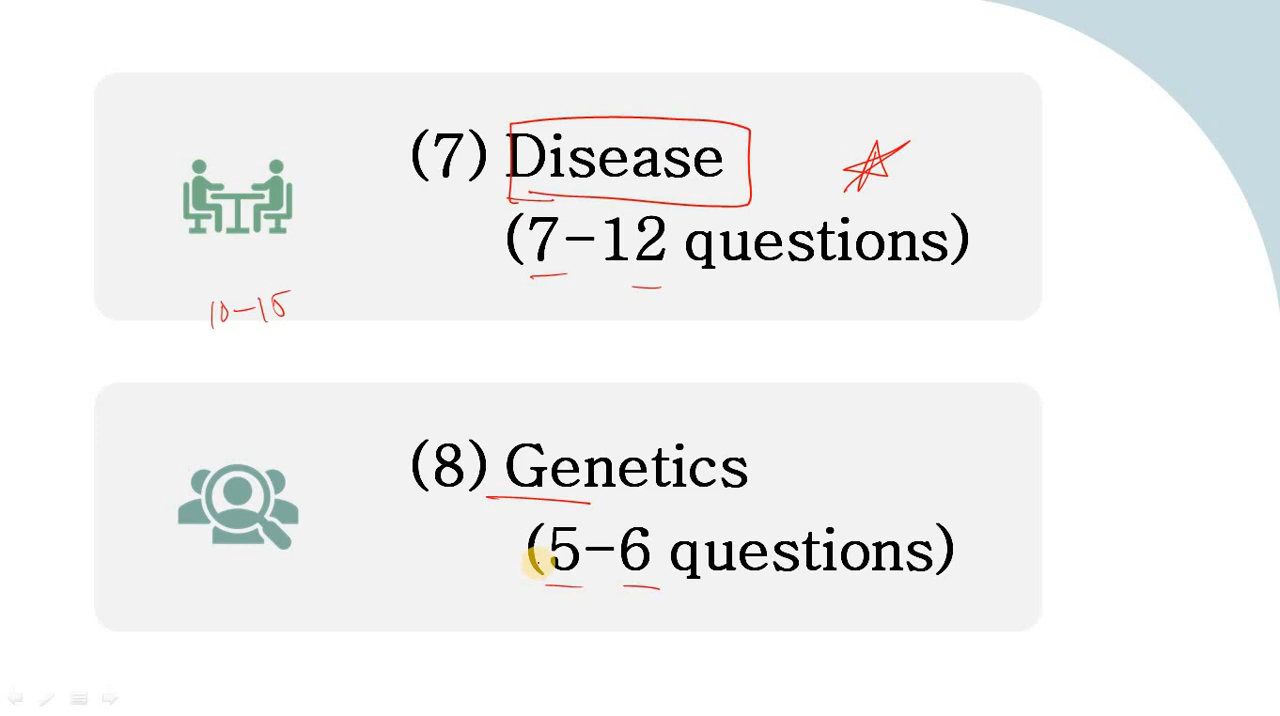 (7) Disease
(7-12 questions)
10-15
(8) Genetics
(5-6 questions)